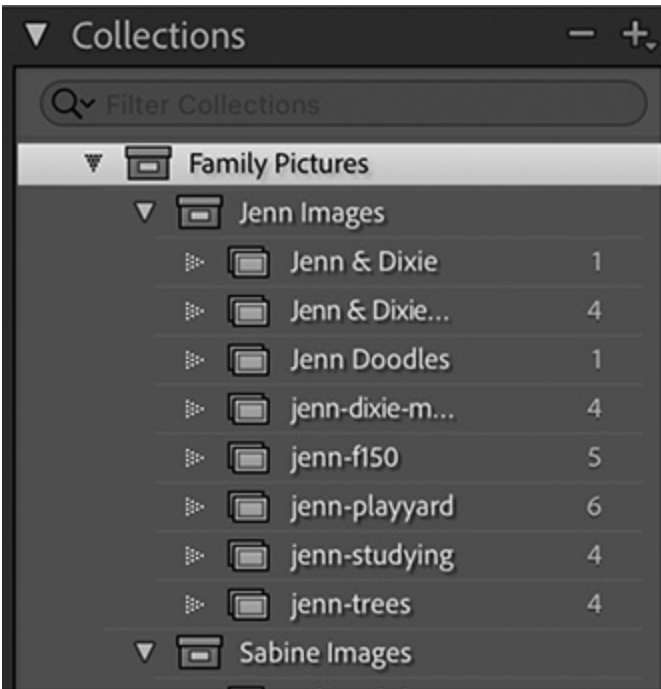 Collections
Filter Collections
Family Pictures
Jenn Images
Jenn & Dixie 1
Jenn & Dixie... 4
Jenn Doodles 1
jenn-dixie-m... 4
jenn-f150 5
jenn-playyard 6
jenn-studying 4
jenn-trees 4
Sabine Images